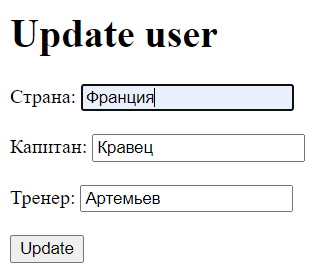 Update user
Страна: Франция
Капитан: Кравец
Тренер: Артемьев
Update